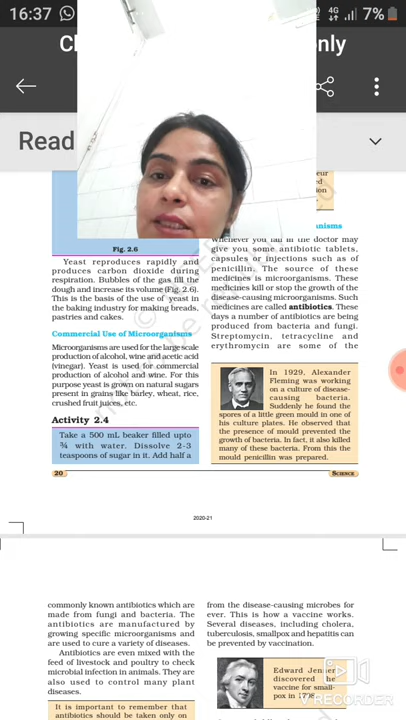 16:37
4G
7%
Cl
only
Read
Fig. 2.6
Yeast reproduces rapidly and
produces carbon dioxide during
respiration. Bubbles of the gas fill the
dough and increase its volume (Fig. 2.6).
This is the basis of the use of yeast in
the baking industry for making breads,
pastries and cakes.
Commercial Use of Microorganisms
Microorganisms are used for the large scale
production of alcohol, wine and acetic acid
(vinegar). Yeast is used for commercial
production of alcohol and wine. For this
purpose yeast is grown on natural sugars
present in grains like barley, wheat, rice,
crushed fruit juices, etc.
Activity 2.4
Take a 500 mL beaker filled upto
¾ with water. Dissolve 2-3
teaspoons of sugar in it. Add half a
20
eur
ed
ion
anisms
Whenever you fall ill the doctor may
give you some antibiotic tablets,
capsules or injections such as of
penicillin. The source of these
medicines is microorganisms. These
medicines kill or stop the growth of the
disease-causing microorganisms. Such
medicines are called antibiotics. These
days a number of antibiotics are being
produced from bacteria and fungi.
Streptomycin, tetracycline and
erythromycin are some of the
In 1929, Alexander
Fleming was working
on a culture of disease-
causing bacteria.
Suddenly he found the
spores of a little green mould in one of
his culture plates. He observed that
the presence of mould prevented the
growth of bacteria. In fact, it also killed
many of these bacteria. From this the
mould penicillin was prepared.
SCIENCE
2020-21
commonly known antibiotics which are
made from fungi and bacteria. The
antibiotics are manufactured by
growing specific microorganisms and
are used to cure a variety of diseases.
Antibiotics are even mixed with the
feed of livestock and poultry to check
microbial infection in animals. They are
also used to control many plant
diseases.
It is important to remember that
antibiotics should be taken only on
from the disease-causing microbes for
ever. This is how a vaccine works.
Several diseases, including cholera,
tuberculosis, smallpox and hepatitis can
be prevented by vaccination.
Edward Jenner
discovered the
vaccine for small-
pox in 1798.
VRECORDER